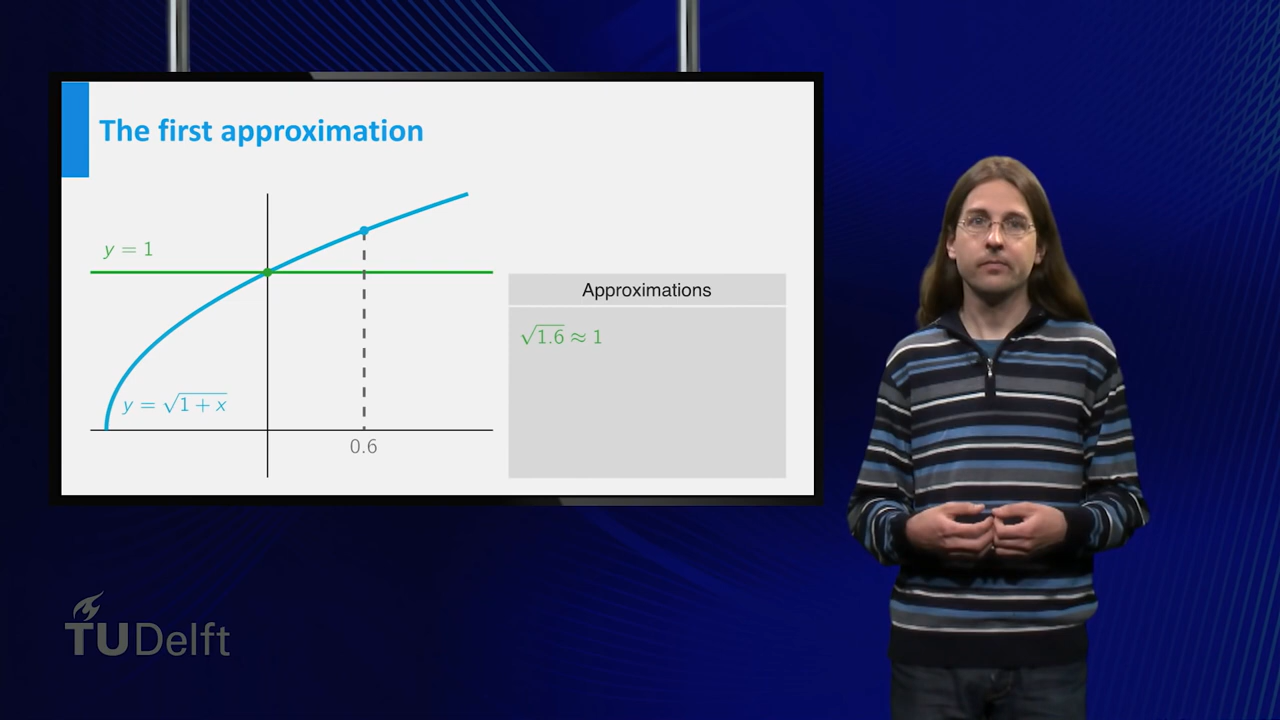 The first approximation
y = 1
y = √1 + x
0.6
Approximations
√1.6 ≈ 1
TUDelft